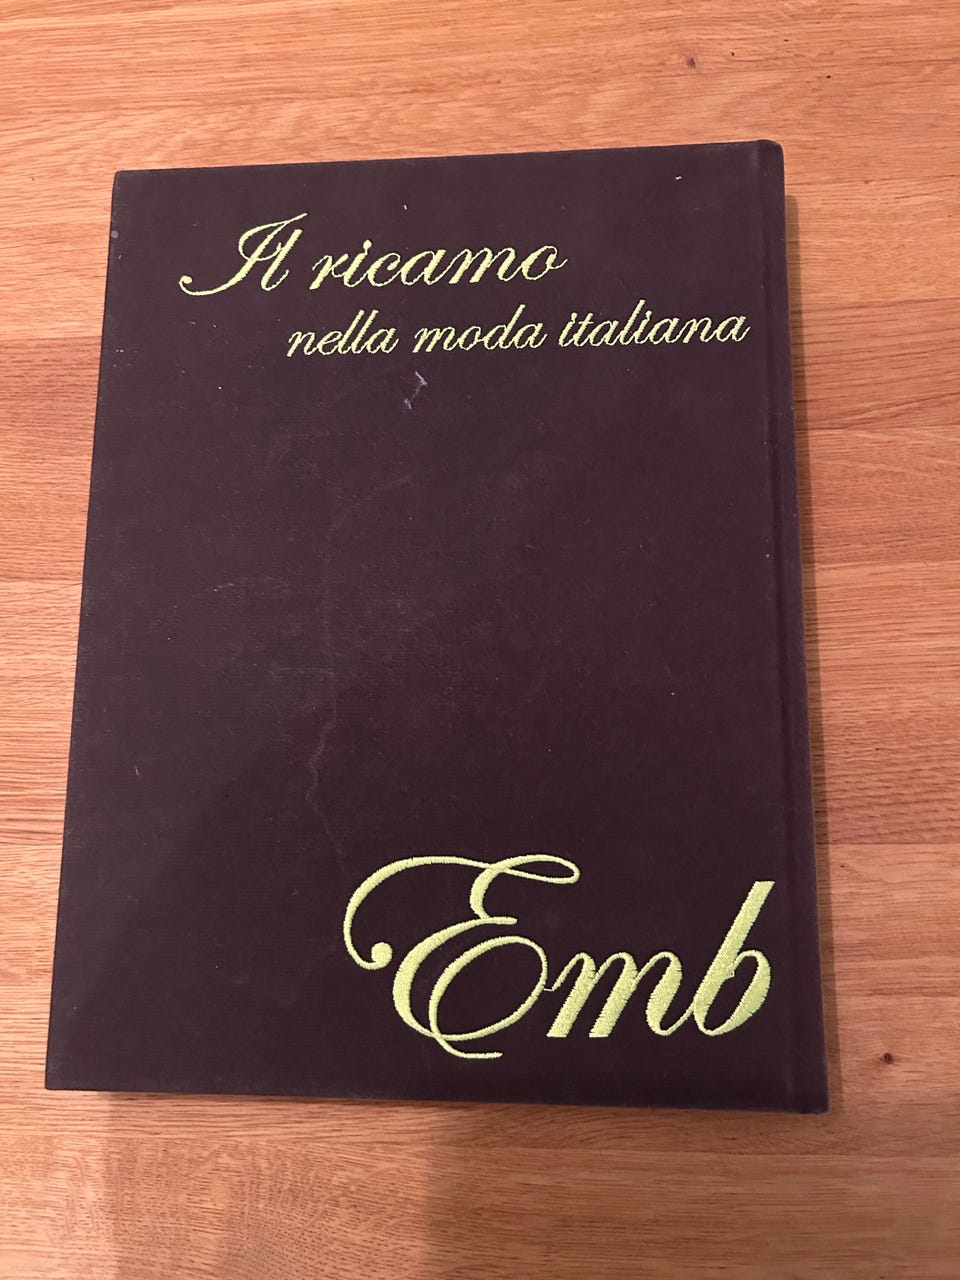 Il ricamo
nella moda italiana
Emb